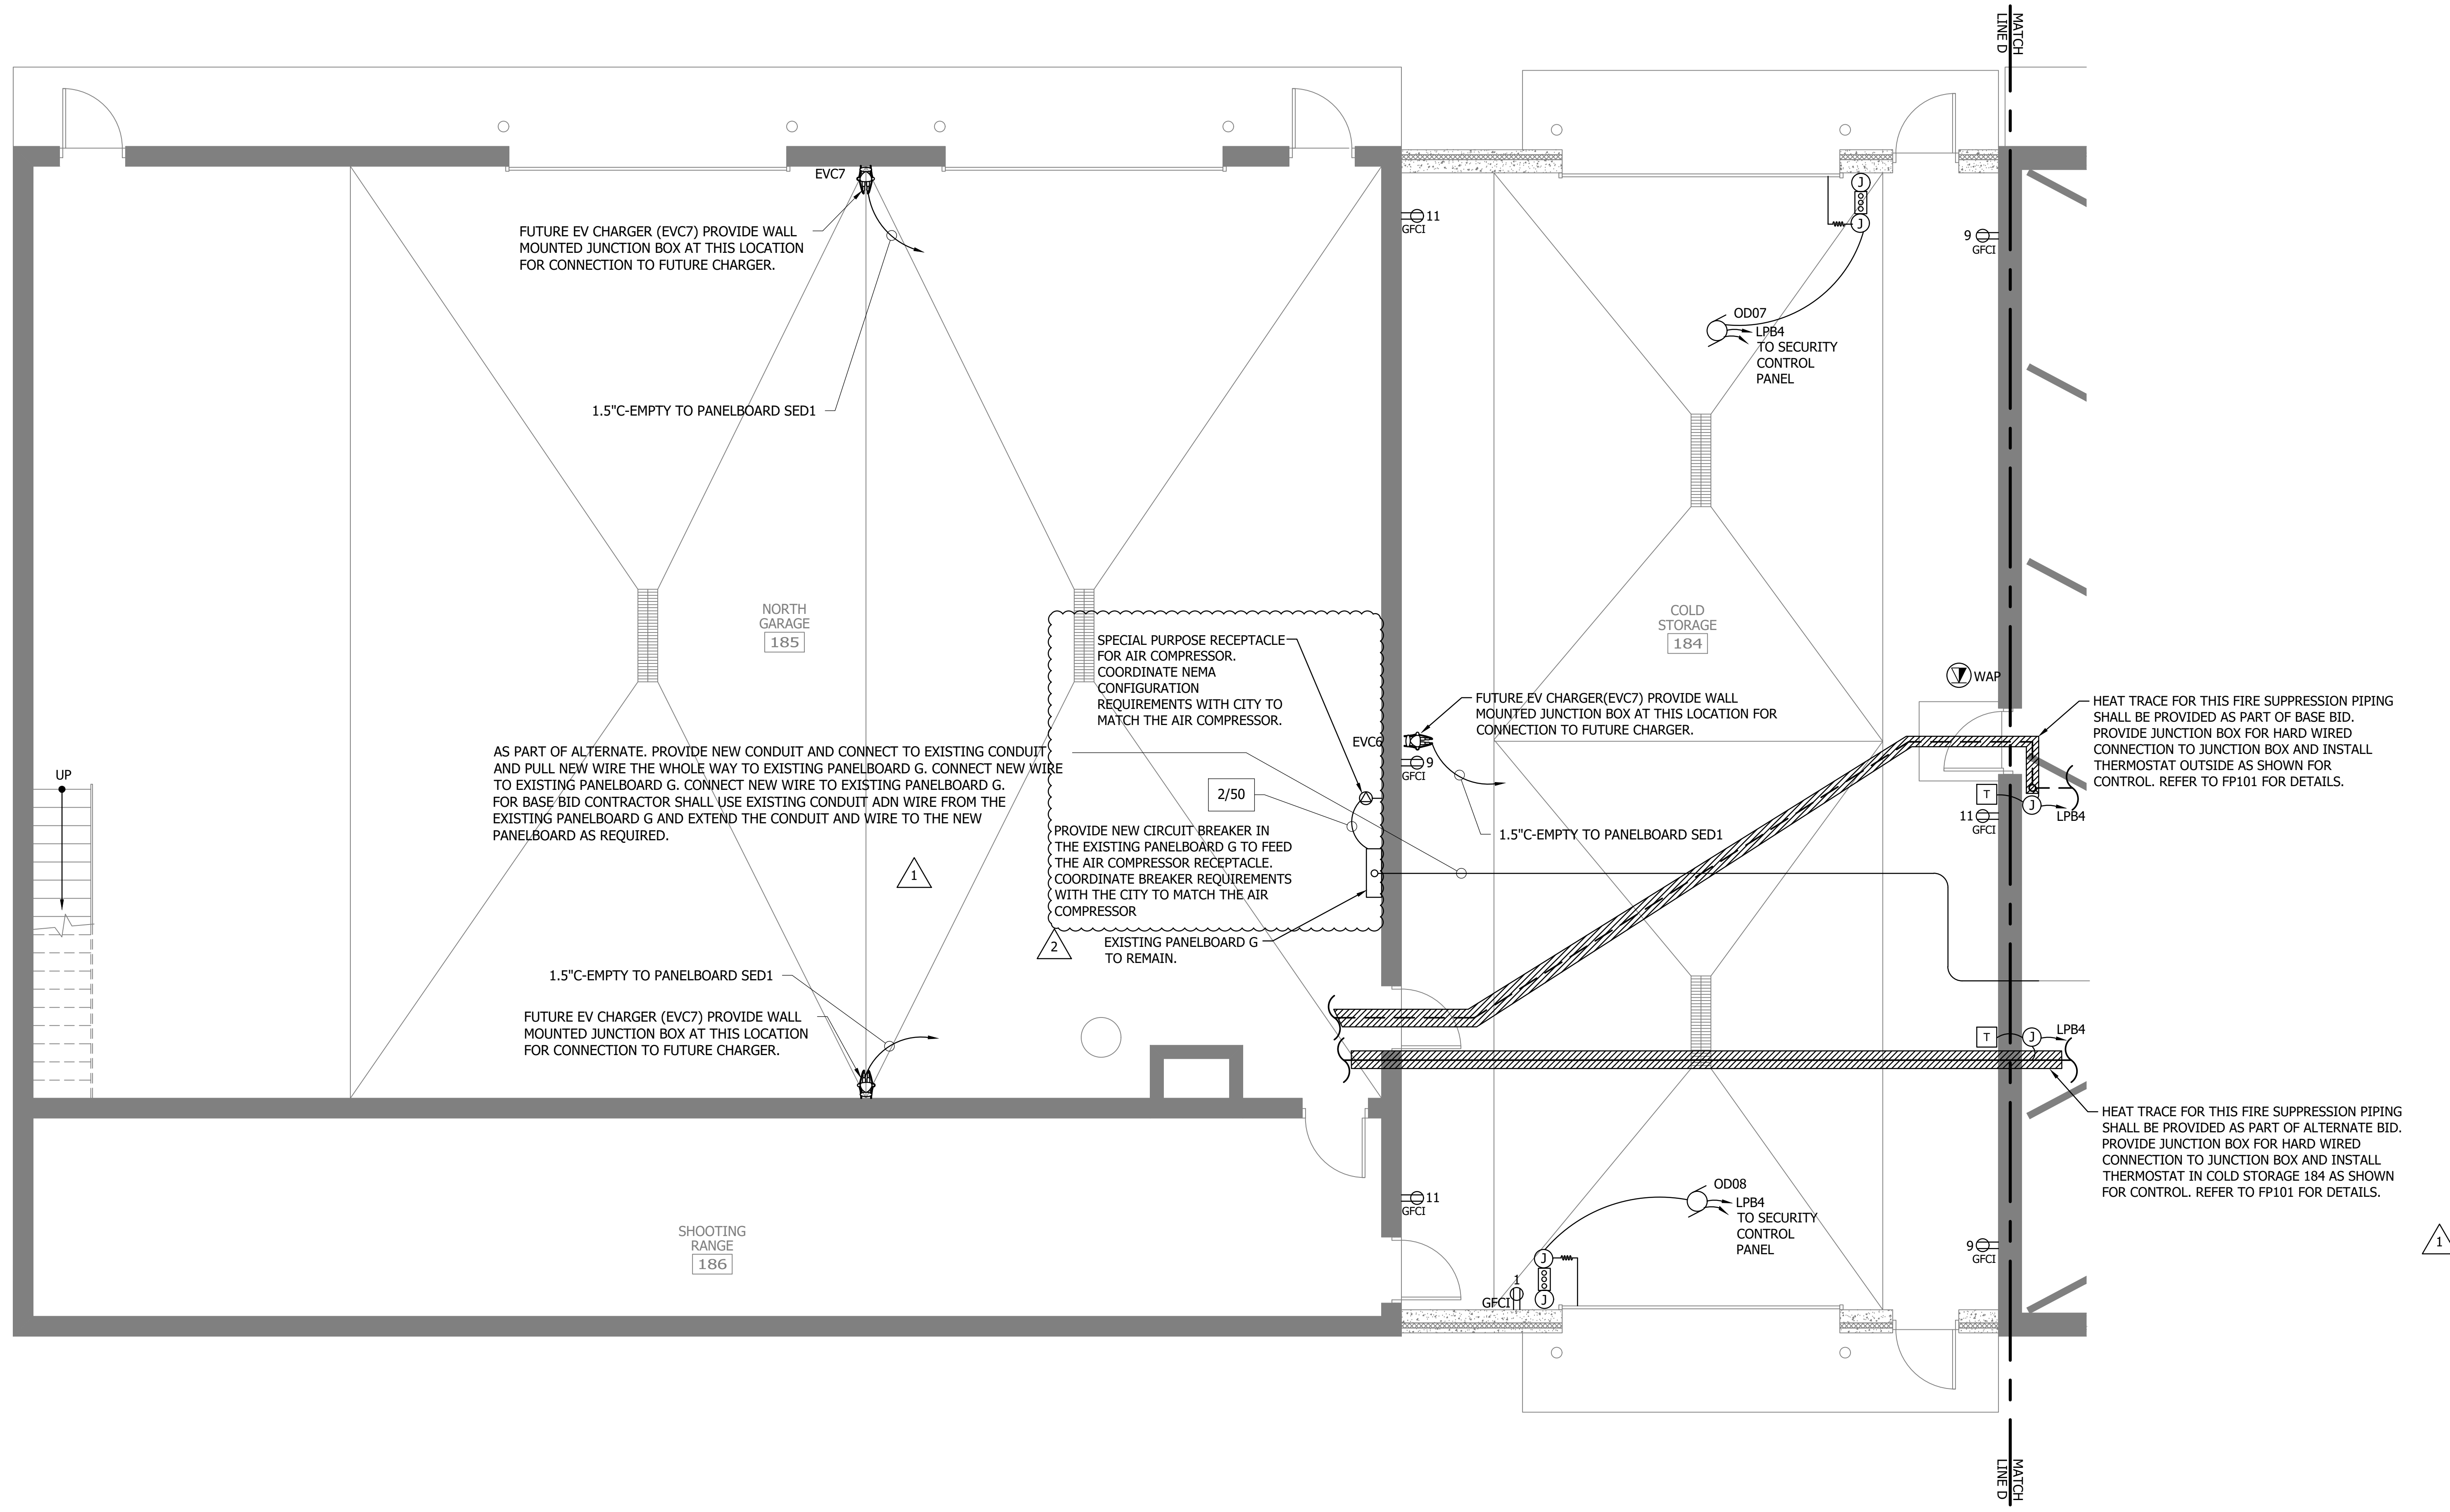 MATCH
LINE D
EVC7
FUTURE EV CHARGER (EVC7) PROVIDE WALL
MOUNTED JUNCTION BOX AT THIS LOCATION
FOR CONNECTION TO FUTURE CHARGER.
1.5"C-EMPTY TO PANELBOARD SED1
11
GFCI
J
J
9
GFCI
OD07
LPB4
TO SECURITY
CONTROL
PANEL
NORTH
GARAGE
185
COLD
STORAGE
184
SPECIAL PURPOSE RECEPTACLE
FOR AIR COMPRESSOR.
COORDINATE NEMA
CONFIGURATION
REQUIREMENTS WITH CITY TO
MATCH THE AIR COMPRESSOR.
WAP
FUTURE EV CHARGER(EVC7) PROVIDE WALL
MOUNTED JUNCTION BOX AT THIS LOCATION FOR
CONNECTION TO FUTURE CHARGER.
EVC6
9
GFCI
HEAT TRACE FOR THIS FIRE SUPPRESSION PIPING
SHALL BE PROVIDED AS PART OF BASE BID.
PROVIDE JUNCTION BOX FOR HARD WIRED
CONNECTION TO JUNCTION BOX AND INSTALL
THERMOSTAT OUTSIDE AS SHOWN FOR
CONTROL. REFER TO FP101 FOR DETAILS.
AS PART OF ALTERNATE. PROVIDE NEW CONDUIT AND CONNECT TO EXISTING CONDUIT
AND PULL NEW WIRE THE WHOLE WAY TO EXISTING PANELBOARD G. CONNECT NEW WIRE
TO EXISTING PANELBOARD G. CONNECT NEW WIRE TO EXISTING PANELBOARD G.
FOR BASE BID CONTRACTOR SHALL USE EXISTING CONDUIT ADN WIRE FROM THE
EXISTING PANELBOARD G AND EXTEND THE CONDUIT AND WIRE TO THE NEW
PANELBOARD AS REQUIRED.
UP
2/50
T
J
LPB4
11
GFCI
1.5"C-EMPTY TO PANELBOARD SED1
PROVIDE NEW CIRCUIT BREAKER IN
THE EXISTING PANELBOARD G TO FEED
THE AIR COMPRESSOR RECEPTACLE.
COORDINATE BREAKER REQUIREMENTS
WITH THE CITY TO MATCH THE AIR
COMPRESSOR
1
2
EXISTING PANELBOARD G
TO REMAIN.
1.5"C-EMPTY TO PANELBOARD SED1
FUTURE EV CHARGER (EVC7) PROVIDE WALL
MOUNTED JUNCTION BOX AT THIS LOCATION
FOR CONNECTION TO FUTURE CHARGER.
T
J
LPB4
HEAT TRACE FOR THIS FIRE SUPPRESSION PIPING
SHALL BE PROVIDED AS PART OF ALTERNATE BID.
PROVIDE JUNCTION BOX FOR HARD WIRED
CONNECTION TO JUNCTION BOX AND INSTALL
THERMOSTAT IN COLD STORAGE 184 AS SHOWN
FOR CONTROL. REFER TO FP101 FOR DETAILS.
11
GFCI
OD08
LPB4
TO SECURITY
CONTROL
PANEL
SHOOTING
RANGE
186
9
GFCI
1
J
1
GFCI
J
MATCH
LINE D